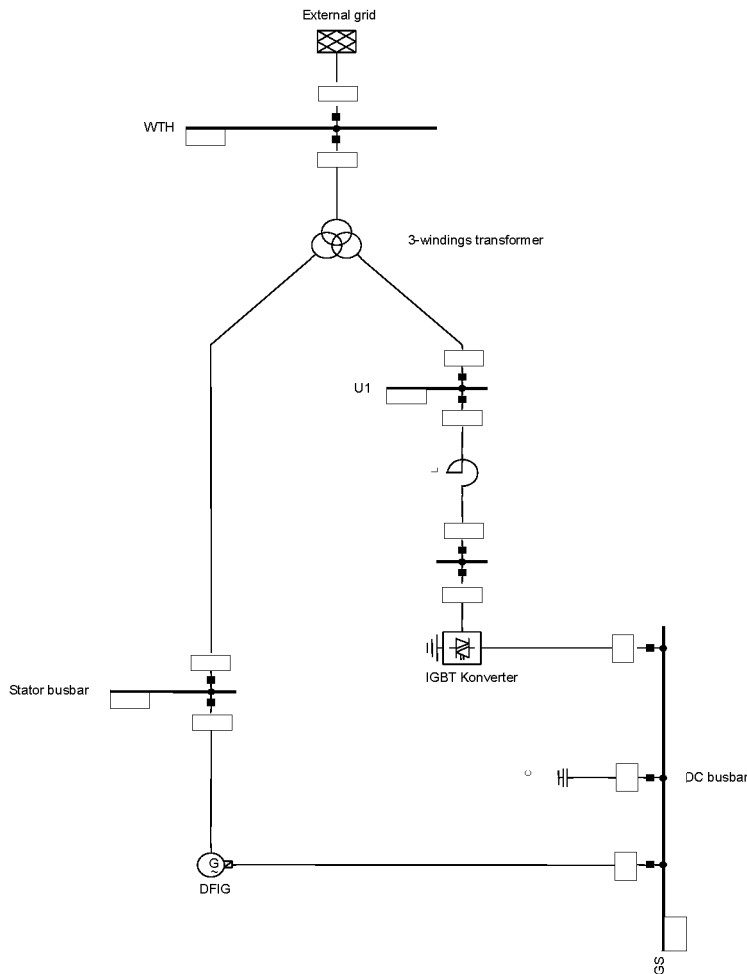 External grid
WTH
3-windings transformer
U1
L
IGBT Konverter
Stator busbar
C
DC busbar
G
~
DFIG
GS